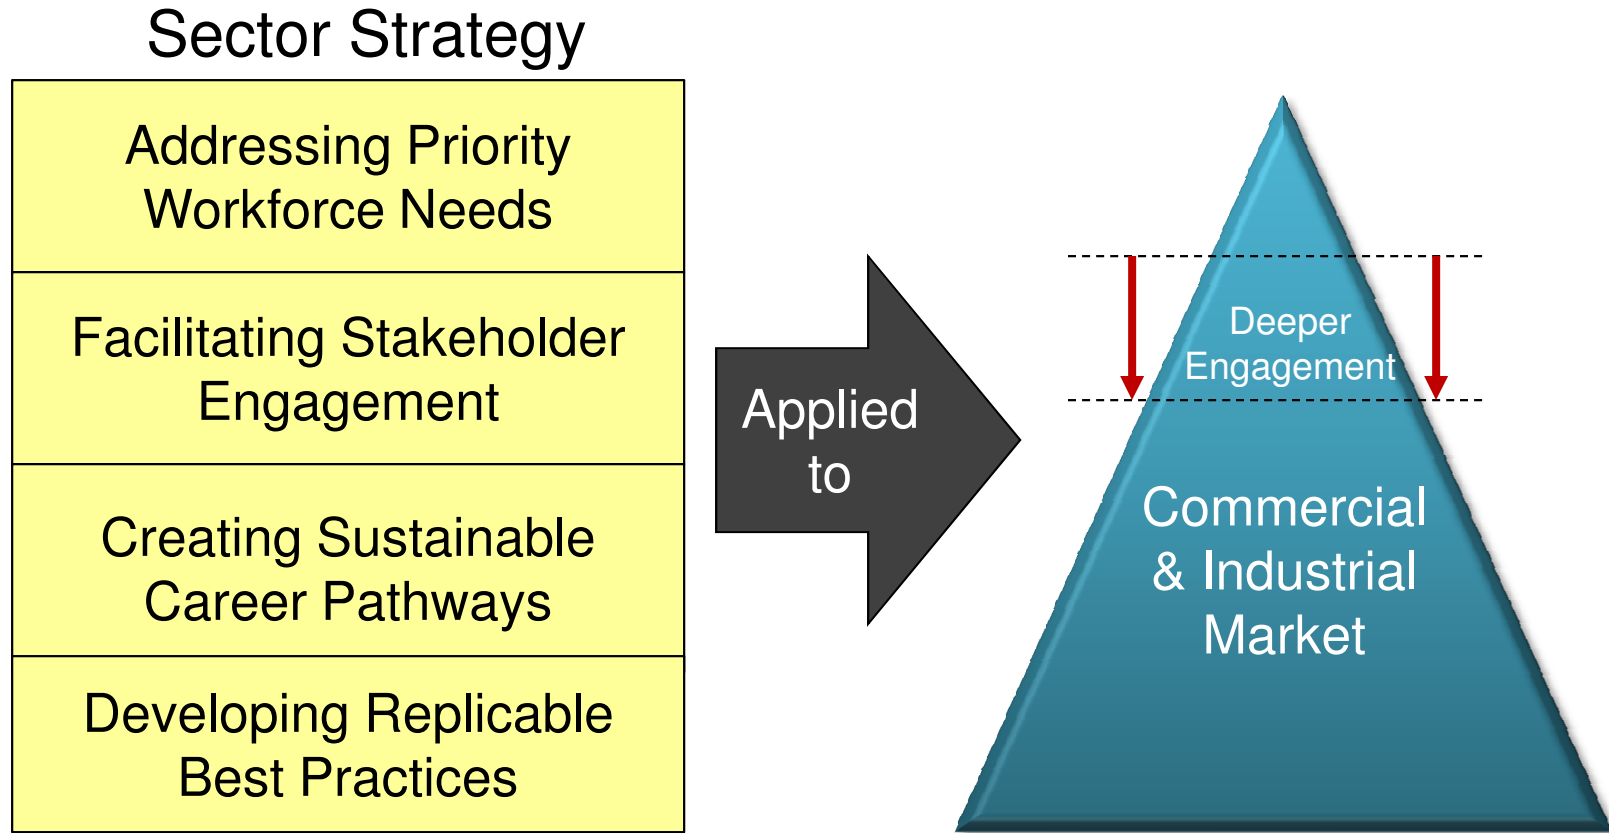 Sector Strategy
Addressing Priority
Workforce Needs
Facilitating Stakeholder
Engagement
Creating Sustainable
Career Pathways
Developing Replicable
Best Practices
Applied
to
Deeper
Engagement
Commercial
& Industrial
Market